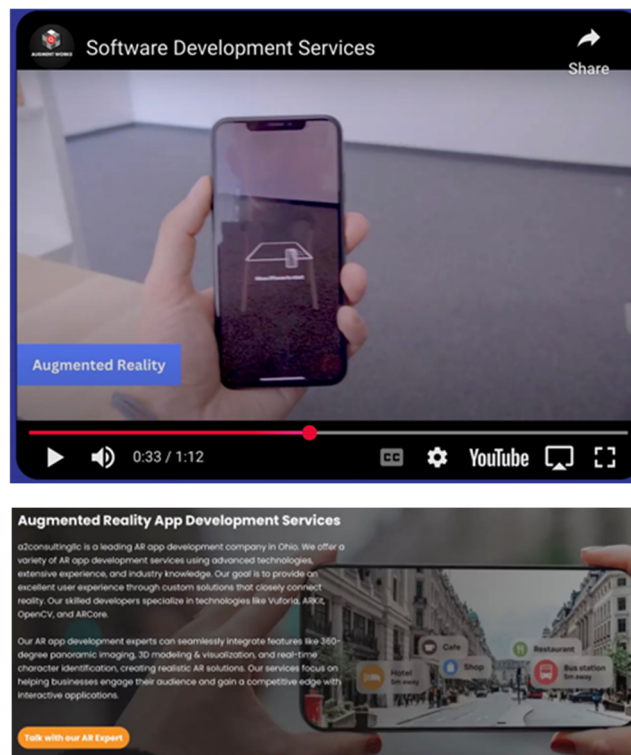 AUGMENT WORKS
Software Development Services
Share
Augmented Reality
0:33 / 1:12
CC
YouTube
Augmented Reality App Development Services
a2consultingllc is a leading AR app development company in Ohio. We offer a
variety of AR app development services using advanced technologies,
extensive experience, and industry knowledge. Our goal is to provide an
excellent user experience through custom solutions that closely connect
reality. Our skilled developers specialize in technologies like Vuforia, ARKit,
OpenCV, and ARCore.
Our AR app development experts can seamlessly integrate features like 360-
degree panoramic imaging, 3D modeling & visualization, and real-time
character identification, creating realistic AR solutions. Our services focus on
helping businesses engage their audience and gain a competitive edge with
interactive applications.
Talk with our AR Expert
Cafe
Restaurant
Hotel
5m away
Shop
Bus station
5m away